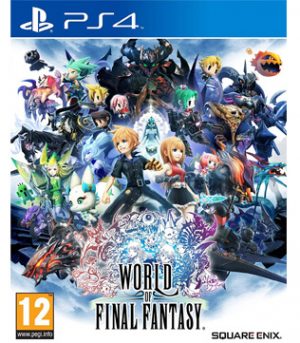 PS4
WORLD
OF
FINAL FANTASY®
12
www.pegi.info
SQUARE ENIX®